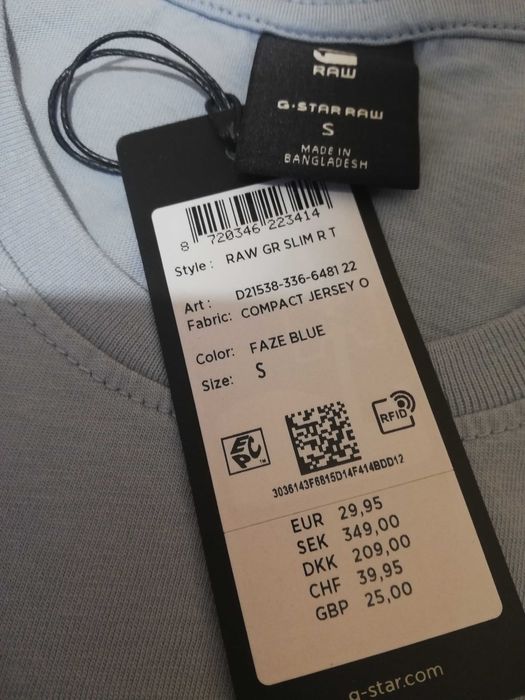 RAW
G-STAR RAW
S
MADE IN
BANGLADESH
8 720346 223414
Style : RAW GR SLIM R T
Art : D21538-336-6481 22
Fabric: COMPACT JERSEY O
Color: FAZE BLUE
Size: S
EPC TM
RFID
3036143F6815D14F414BDD12
EUR 29,95
SEK 349,00
DKK 209,00
CHF 39,95
GBP 25,00
g-star.com